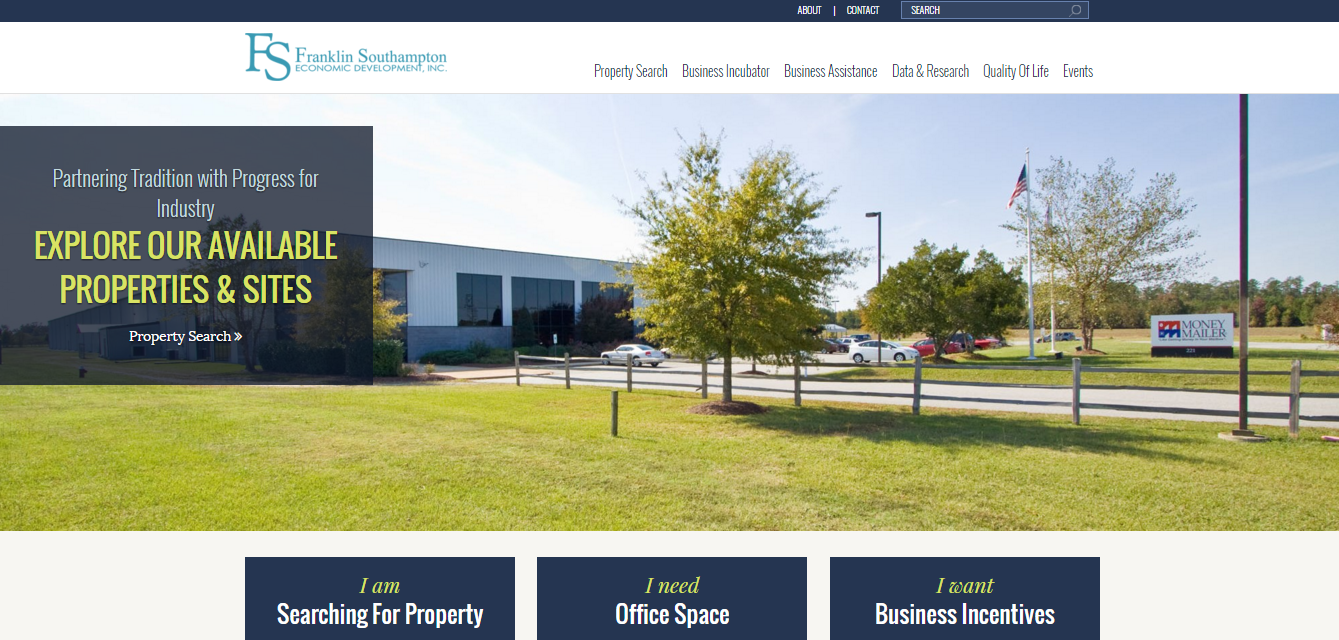 ABOUT | CONTACT SEARCH
FS Franklin Southampton
ECONOMIC DEVELOPMENT, INC.
Property Search Business Incubator Business Assistance Data & Research Quality Of Life Events
Partnering Tradition with Progress for
Industry
EXPLORE OUR AVAILABLE
PROPERTIES & SITES
Property Search »
MONEY
MAILER
I am
Searching For Property
I need
Office Space
I want
Business Incentives